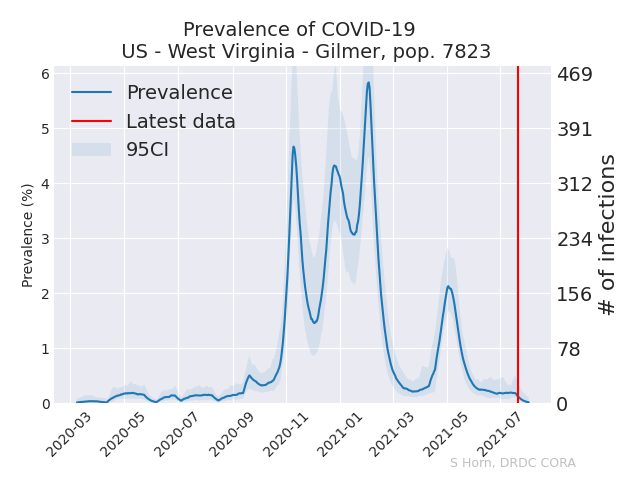 Prevalence of COVID-19
US - West Virginia - Gilmer, pop. 7823
Prevalence
Latest data
95CI
Prevalence (%)
6
5
4
3
2
1
0
469
391
312
234
156
78
0
# of infections
2020-03
2020-05
2020-07
2020-09
2020-11
2021-01
2021-03
2021-05
2021-07
S Horn, DRDC CORA